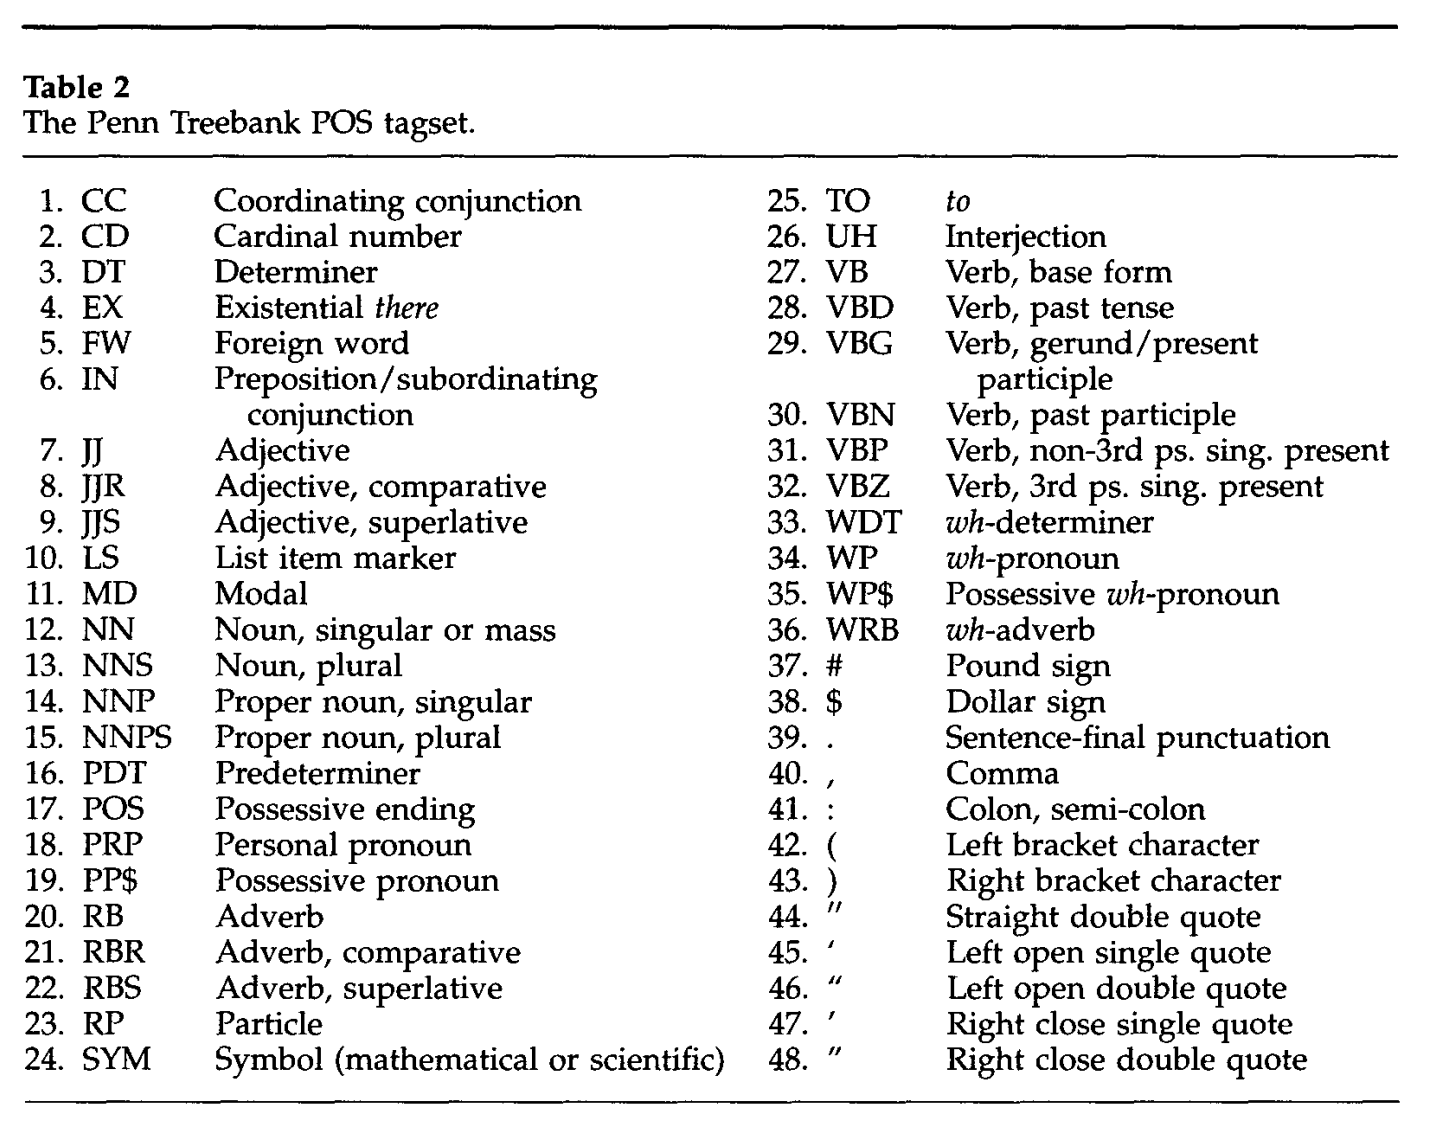 Table 2
The Penn Treebank POS tagset.
1. CC Coordinating conjunction
2. CD Cardinal number
3. DT Determiner
4. EX Existential there
5. FW Foreign word
6. IN Preposition/subordinating
conjunction
7. JJ Adjective
8. JJR Adjective, comparative
9. JJS Adjective, superlative
10. LS List item marker
11. MD Modal
12. NN Noun, singular or mass
13. NNS Noun, plural
14. NNP Proper noun, singular
15. NNPS Proper noun, plural
16. PDT Predeterminer
17. POS Possessive ending
18. PRP Personal pronoun
19. PP$ Possessive pronoun
20. RB Adverb
21. RBR Adverb, comparative
22. RBS Adverb, superlative
23. RP Particle
24. SYM Symbol (mathematical or scientific)
25. TO to
26. UH Interjection
27. VB Verb, base form
28. VBD Verb, past tense
29. VBG Verb, gerund/present
participle
30. VBN Verb, past participle
31. VBP Verb, non-3rd ps. sing. present
32. VBZ Verb, 3rd ps. sing. present
33. WDT wh-determiner
34. WP wh-pronoun
35. WP$ Possessive wh-pronoun
36. WRB wh-adverb
37. # Pound sign
38. $ Dollar sign
39. . Sentence-final punctuation
40. , Comma
41. : Colon, semi-colon
42. ( Left bracket character
43. ) Right bracket character
44. " Straight double quote
45. ‘ Left open single quote
46. “ Left open double quote
47. ’ Right close single quote
48. ” Right close double quote